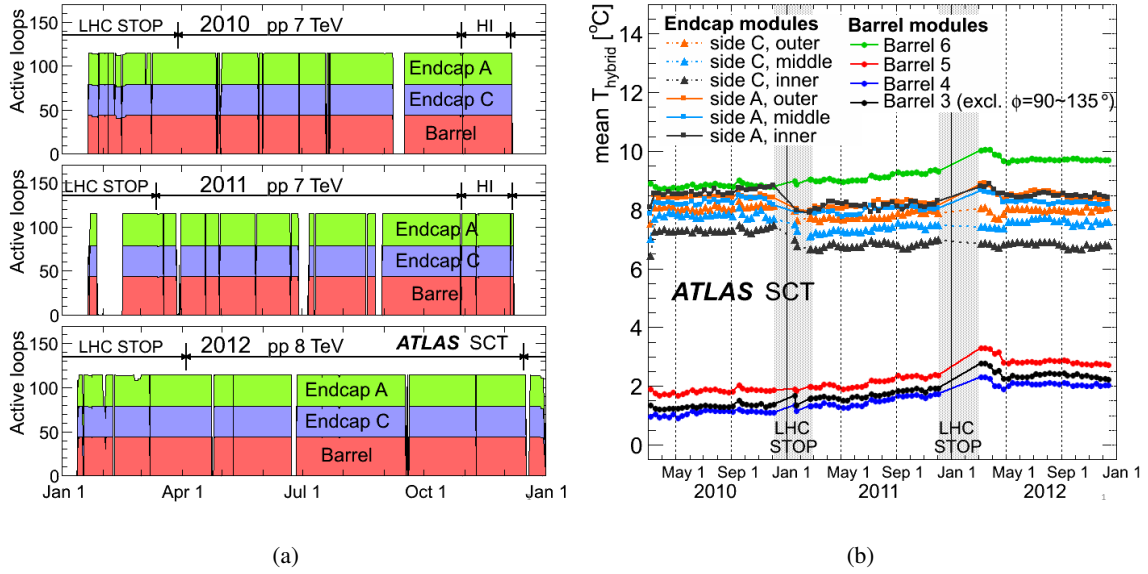 LHC STOP 2010 pp 7 TeV HI
Active loops
150
100
50
0
Endcap A
Endcap C
Barrel
LHC STOP 2011 pp 7 TeV HI
Active loops
150
100
50
0
Endcap A
Endcap C
Barrel
LHC STOP 2012 pp 8 TeV ATLAS SCT
Active loops
150
100
50
0
Endcap A
Endcap C
Barrel
Jan 1 Apr 1 Jul 1 Oct 1 Jan 1
(a)
mean T hybrid [°C]
14
12
10
8
6
4
2
0
Endcap modules
side C, outer
side C, middle
side C, inner
side A, outer
side A, middle
side A, inner
Barrel modules
Barrel 6
Barrel 5
Barrel 4
Barrel 3 (excl. ϕ=90~135°)
ATLAS SCT
LHC STOP
LHC STOP
May 1 Sep 1 Jan 1 May 1 Sep 1 Jan 1 May 1 Sep 1 Jan 1
2010 2011 2012
1
(b)